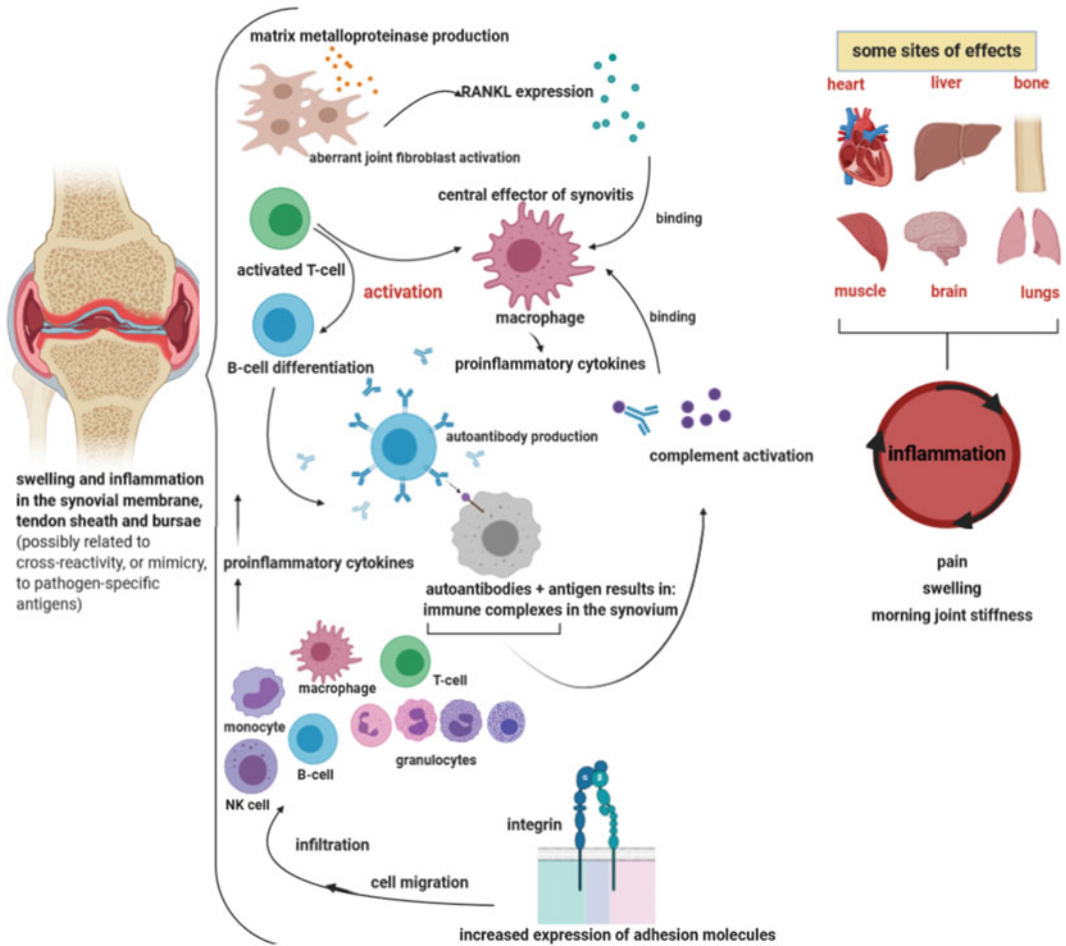 matrix metalloproteinase production
RANKL expression
aberrant joint fibroblast activation
central effector of synovitis
binding
activated T-cell
activation
macrophage
binding
B-cell differentiation
proinflammatory cytokines
autoantibody production
complement activation
swelling and inflammation
in the synovial membrane,
tendon sheath and bursae
(possibly related to
cross-reactivity, or mimicry,
to pathogen-specific
antigens)
proinflammatory cytokines
autoantibodies + antigen results in:
immune complexes in the synovium
macrophage
T-cell
monocyte
B-cell
granulocytes
NK cell
integrin
infiltration
cell migration
increased expression of adhesion molecules
some sites of effects
heart
liver
bone
muscle
brain
lungs
inflammation
pain
swelling
morning joint stiffness